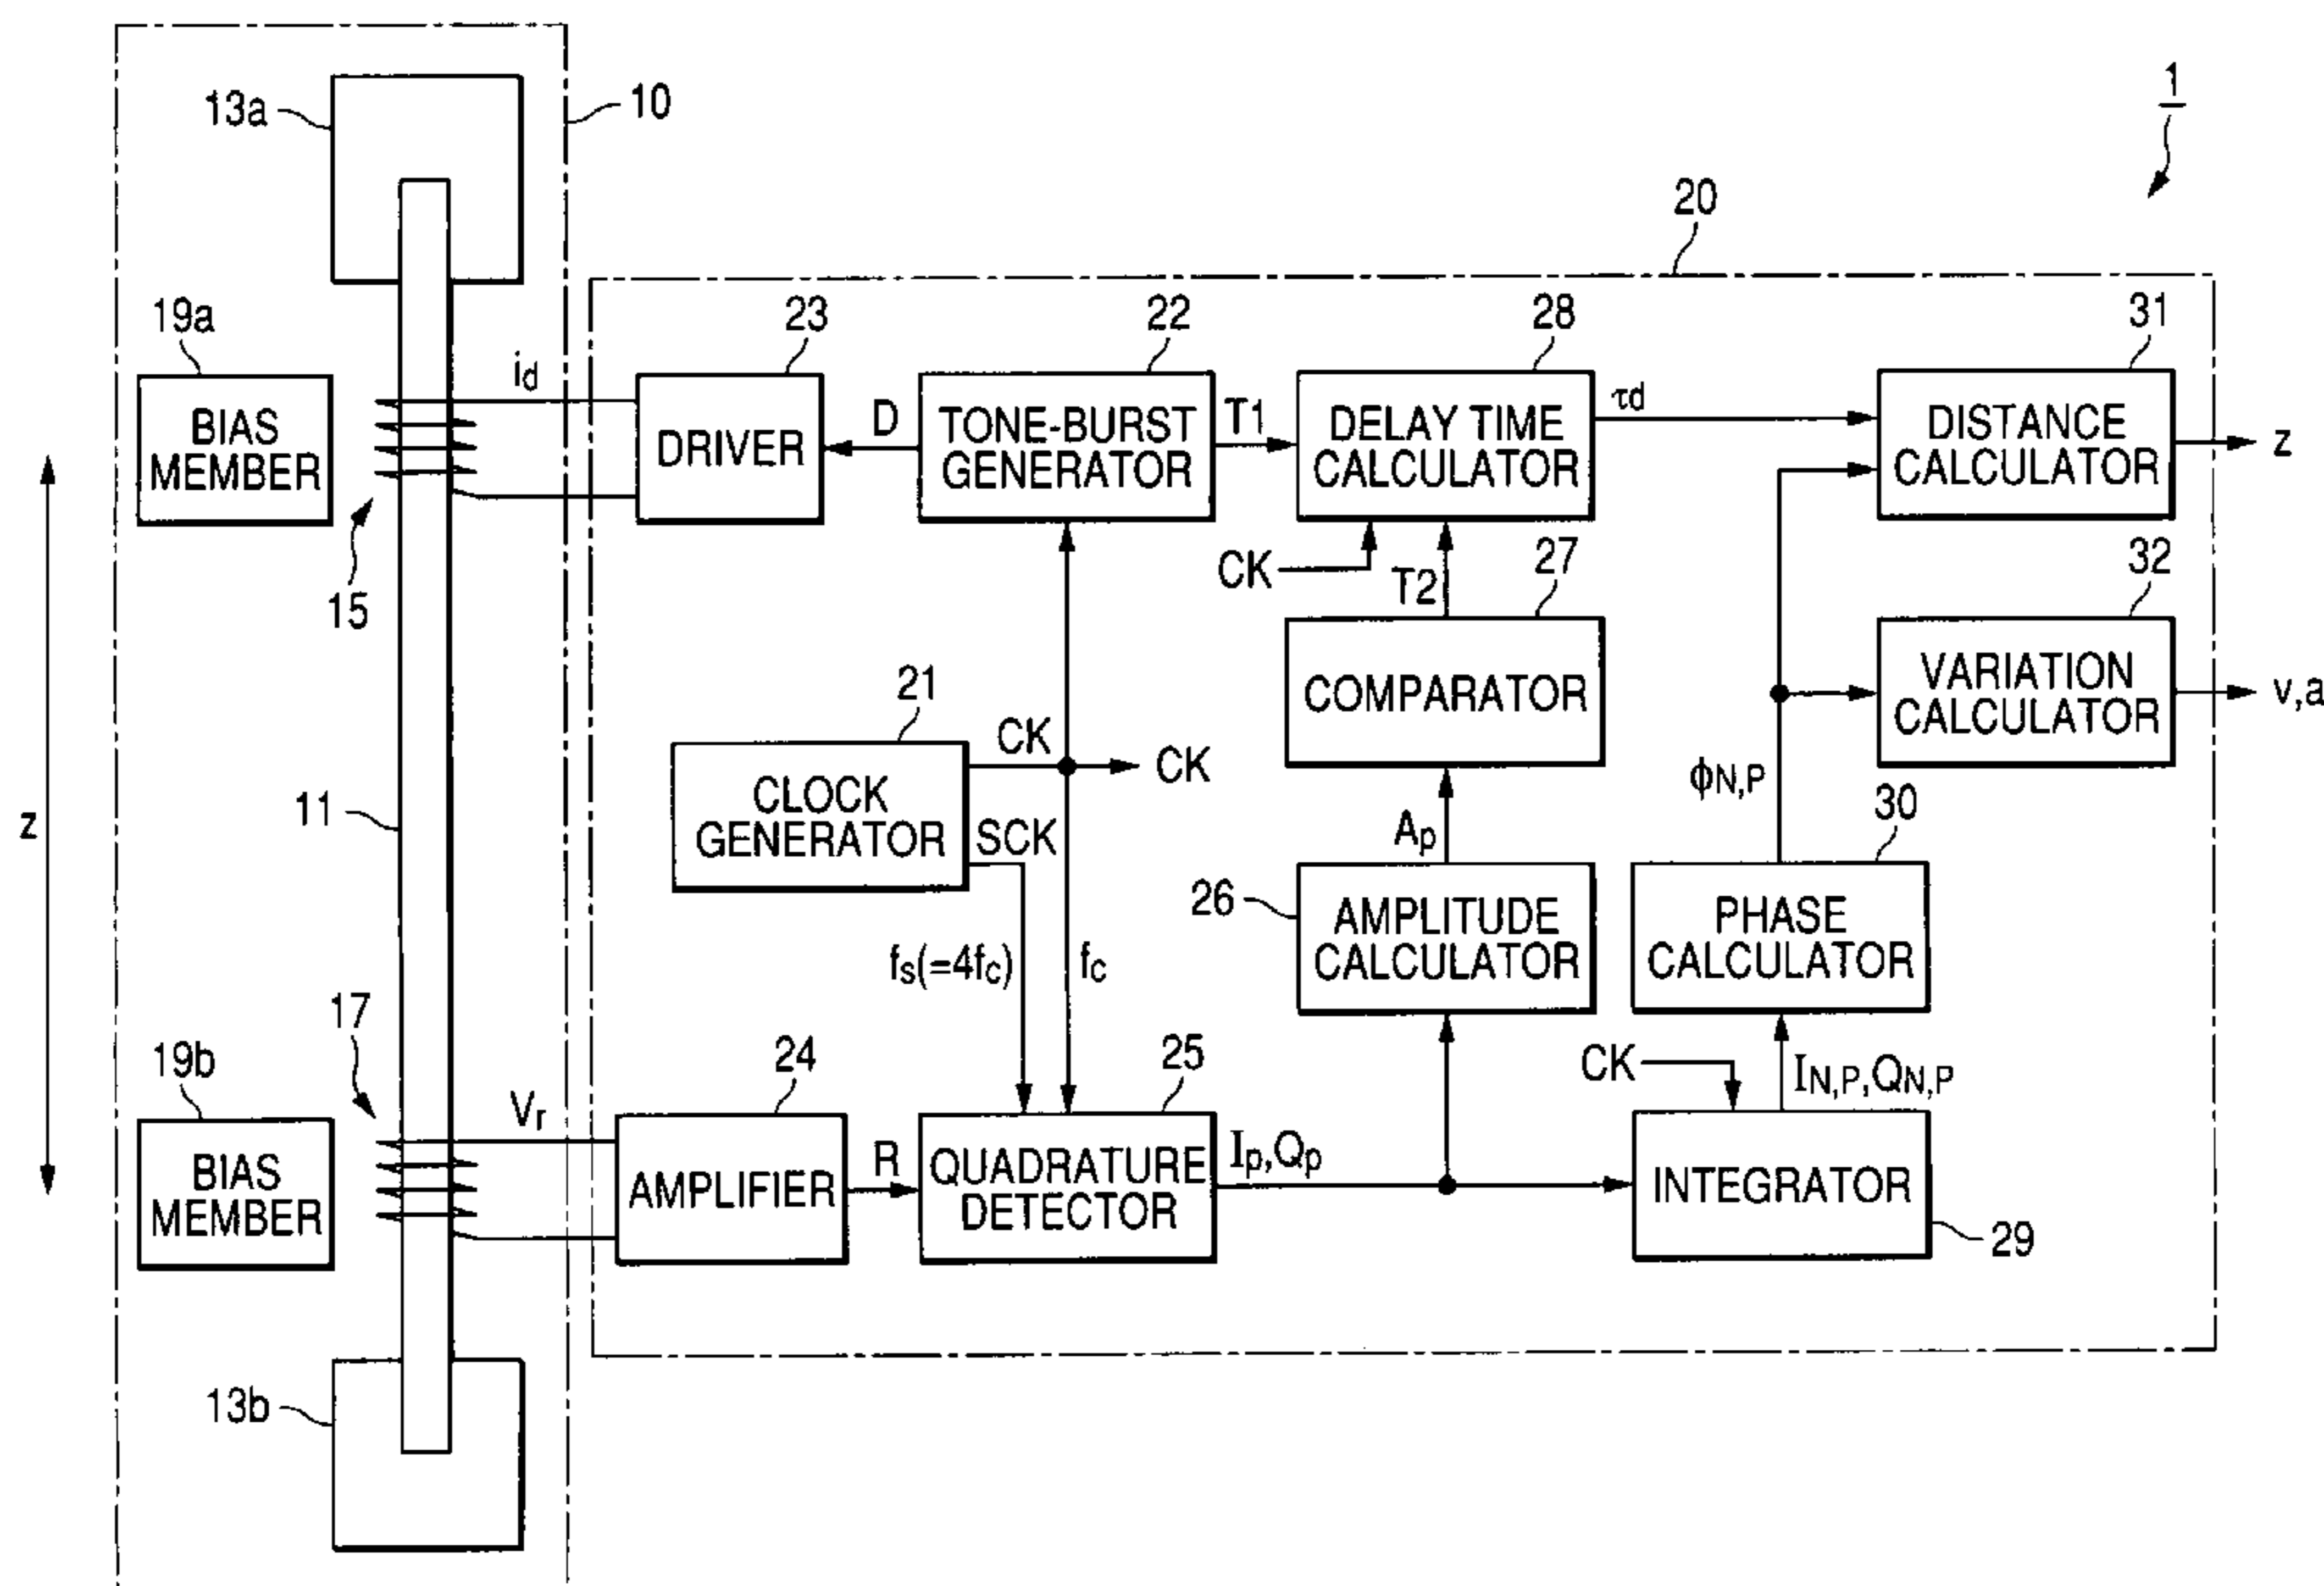 1
13a
10
20
19a
23
22
28
31
BIAS
MEMBER
id
DRIVER
D
TONE-BURST
GENERATOR
T1
DELAY TIME
CALCULATOR
τd
DISTANCE
CALCULATOR
z
15
CK
T2
27
32
COMPARATOR
VARIATION
CALCULATOR
v,a
21
CLOCK
GENERATOR
CK
CK
SCK
z
11
ϕN,P
30
Ap
26
AMPLITUDE
CALCULATOR
PHASE
CALCULATOR
fs(=4fc)
fc
17
19b
24
25
CK
IN,P,QN,P
BIAS
MEMBER
Vr
AMPLIFIER
R
QUADRATURE
DETECTOR
Ip,Qp
INTEGRATOR
29
13b